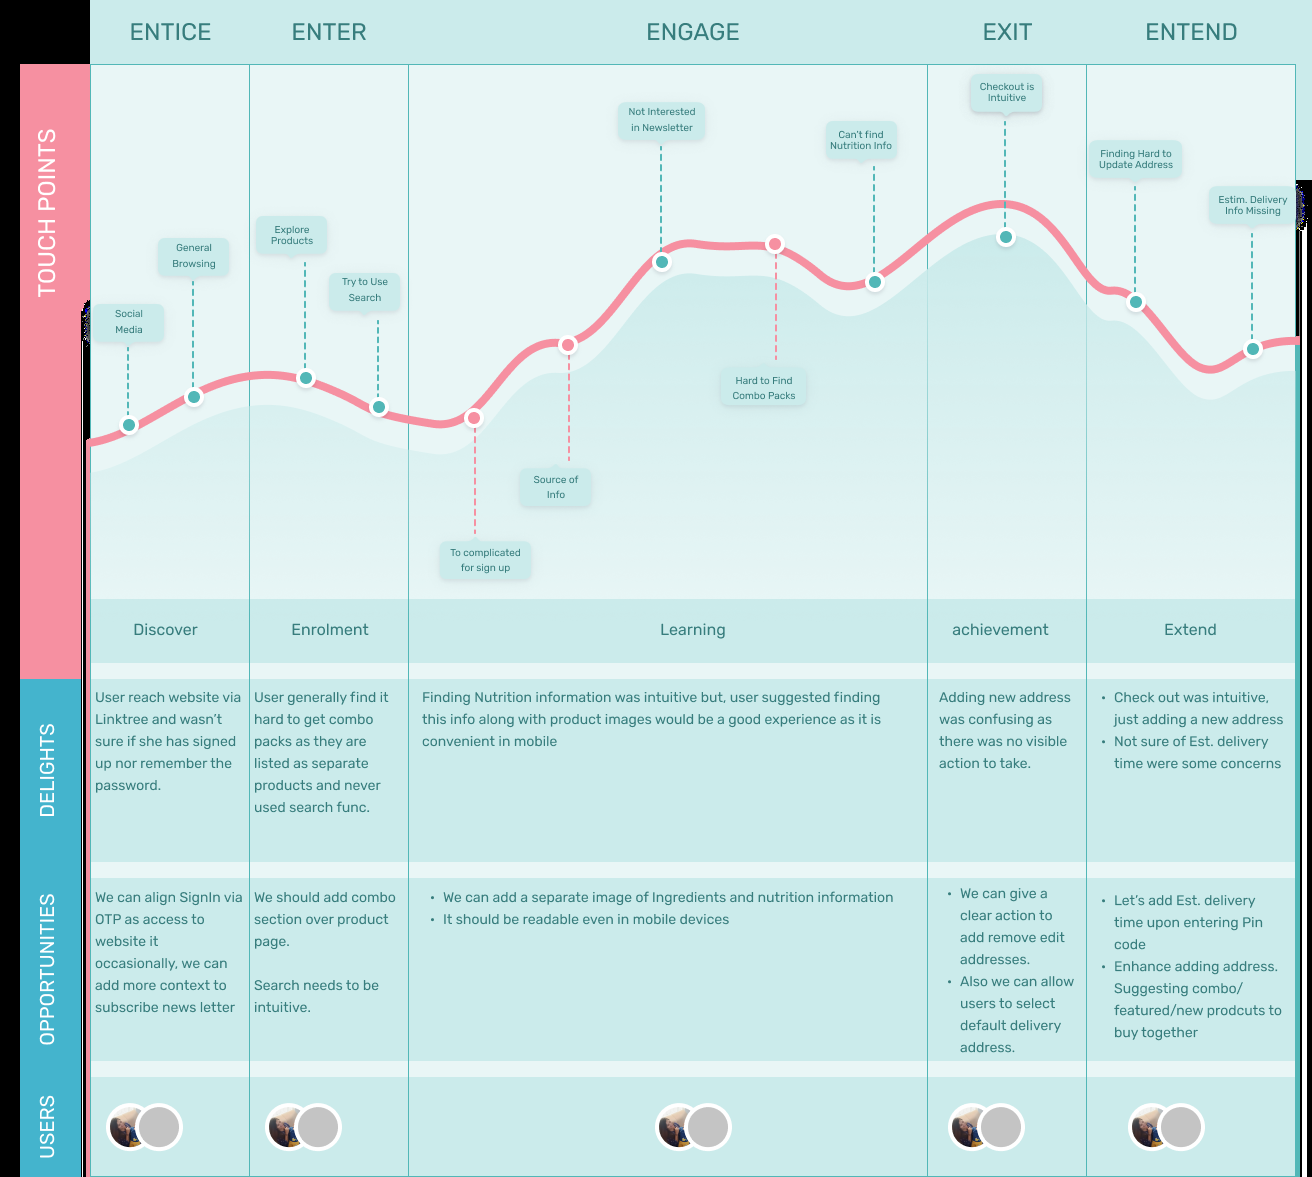 ENTICE
ENTER
ENGAGE
EXIT
ENTEND
TOUCH POINTS
Social
Media
General
Browsing
Explore
Products
Try to Use
Search
To complicated
for sign up
Source of
Info
Not Interested
in Newsletter
Hard to Find
Combo Packs
Can't find
Nutrition Info
Checkout is
Intuitive
Finding Hard to
Update Address
Estim. Delivery
Info Missing
Discover
Enrolment
Learning
achievement
Extend
DELIGHTS
User reach website via
Linktree and wasn't
sure if she has signed
up nor remember the
password.
User generally find it
hard to get combo
packs as they are
listed as separate
products and never
used search func.
Finding Nutrition information was intuitive but, user suggested finding
this info along with product images would be a good experience as it is
convenient in mobile
Adding new address
was confusing as
there was no visible
action to take.
• Check out was intuitive,
just adding a new address
• Not sure of Est. delivery
time were some concerns
OPPORTUNITIES
We can align SignIn via
OTP as access to
website it
occasionally, we can
add more context to
subscribe news letter
We should add combo
section over product
page.
Search needs to be
intuitive.
• We can add a separate image of Ingredients and nutrition information
• It should be readable even in mobile devices
• We can give a
clear action to
add remove edit
addresses.
• Also we can allow
users to select
default delivery
address.
• Let's add Est. delivery
time upon entering Pin
code
• Enhance adding address.
Suggesting combo/
featured/new prodcuts to
buy together
USERS